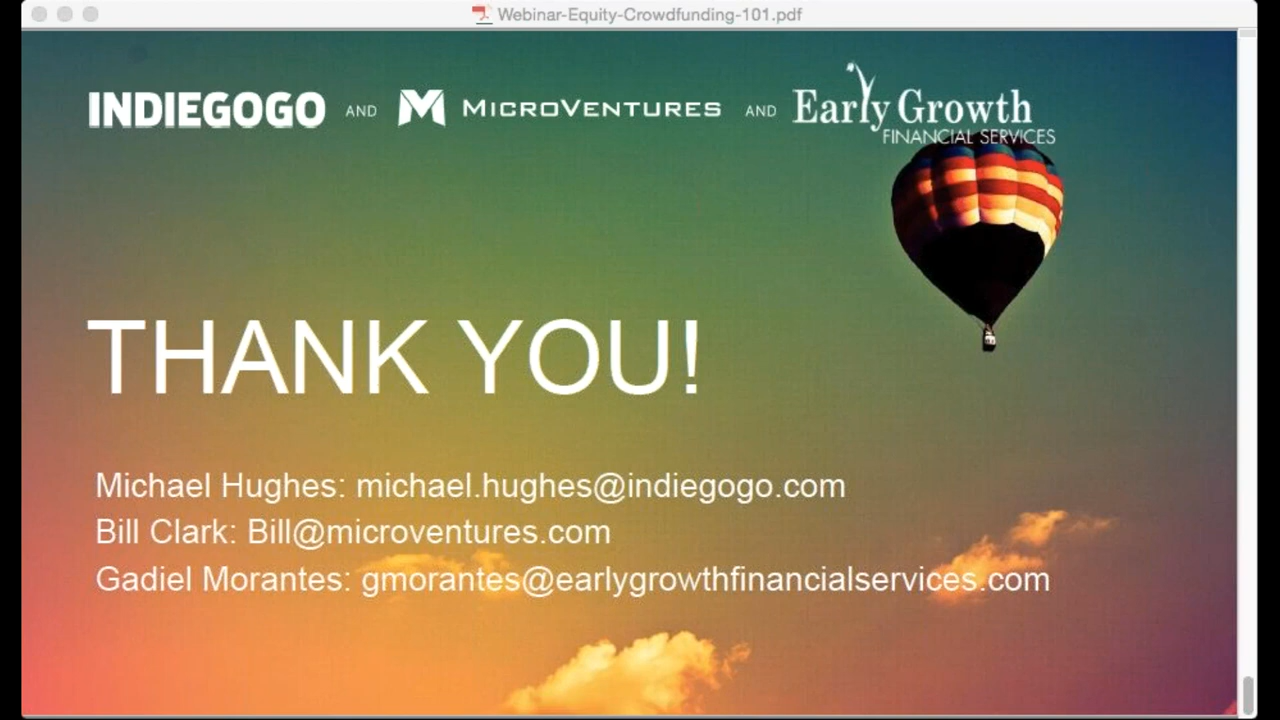 Webinar-Equity-Crowdfunding-101.pdf
INDIEGOGO AND MICROVENTURES AND Early Growth
FINANCIAL SERVICES
THANK YOU!
Michael Hughes: michael.hughes@indiegogo.com
Bill Clark: Bill@microventures.com
Gadiel Morantes: gmorantes@earlygrowthfinancialservices.com